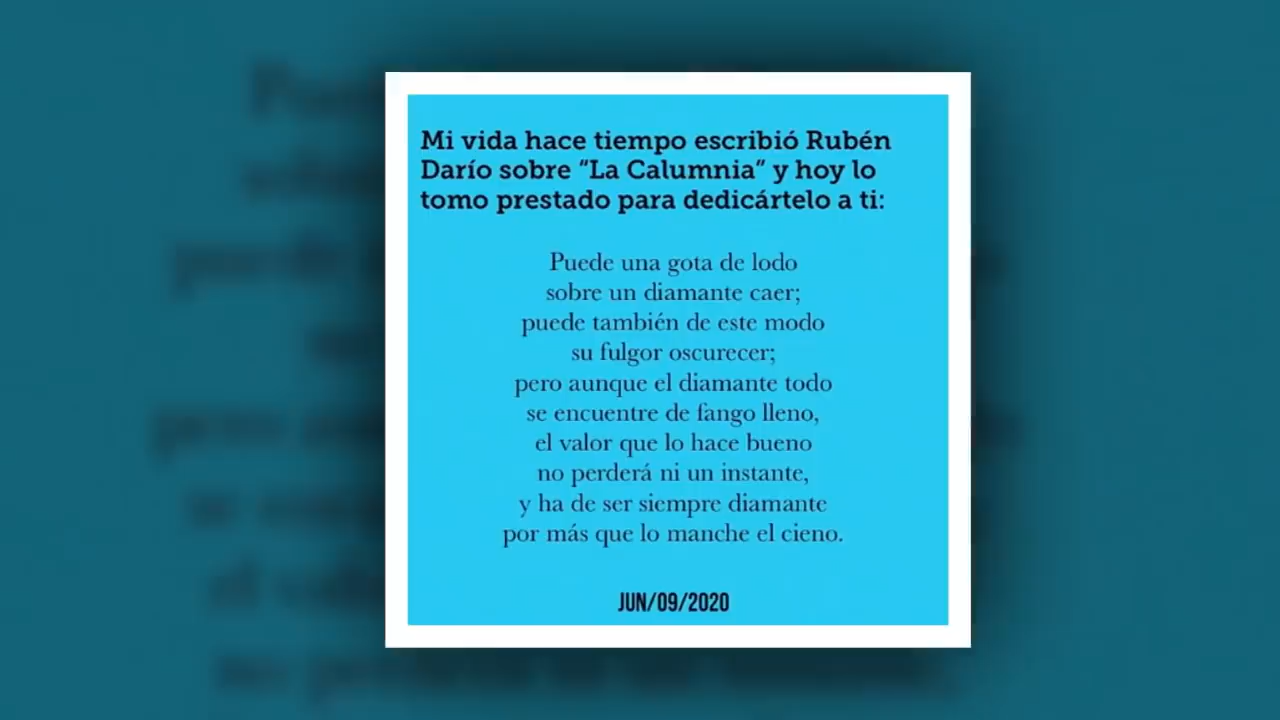 Mi vida hace tiempo escribió Rubén
Darío sobre “La Calumnia” y hoy lo
tomo prestado para dedicártelo a ti:
Puede una gota de lodo
sobre un diamante caer;
puede también de este modo
su fulgor oscurecer;
pero aunque el diamante todo
se encuentre de fango lleno,
el valor que lo hace bueno
no perderá ni un instante,
y ha de ser siempre diamante
por más que lo manche el cieno.
JUN/09/2020